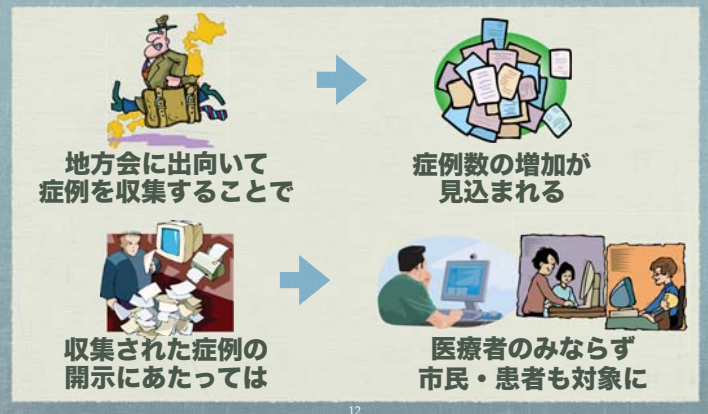 地方会に出向いて
症例を収集することで
症例数の増加が
見込まれる
収集された症例の
開示にあたっては
医療者のみならず
市民・患者も対象に
12